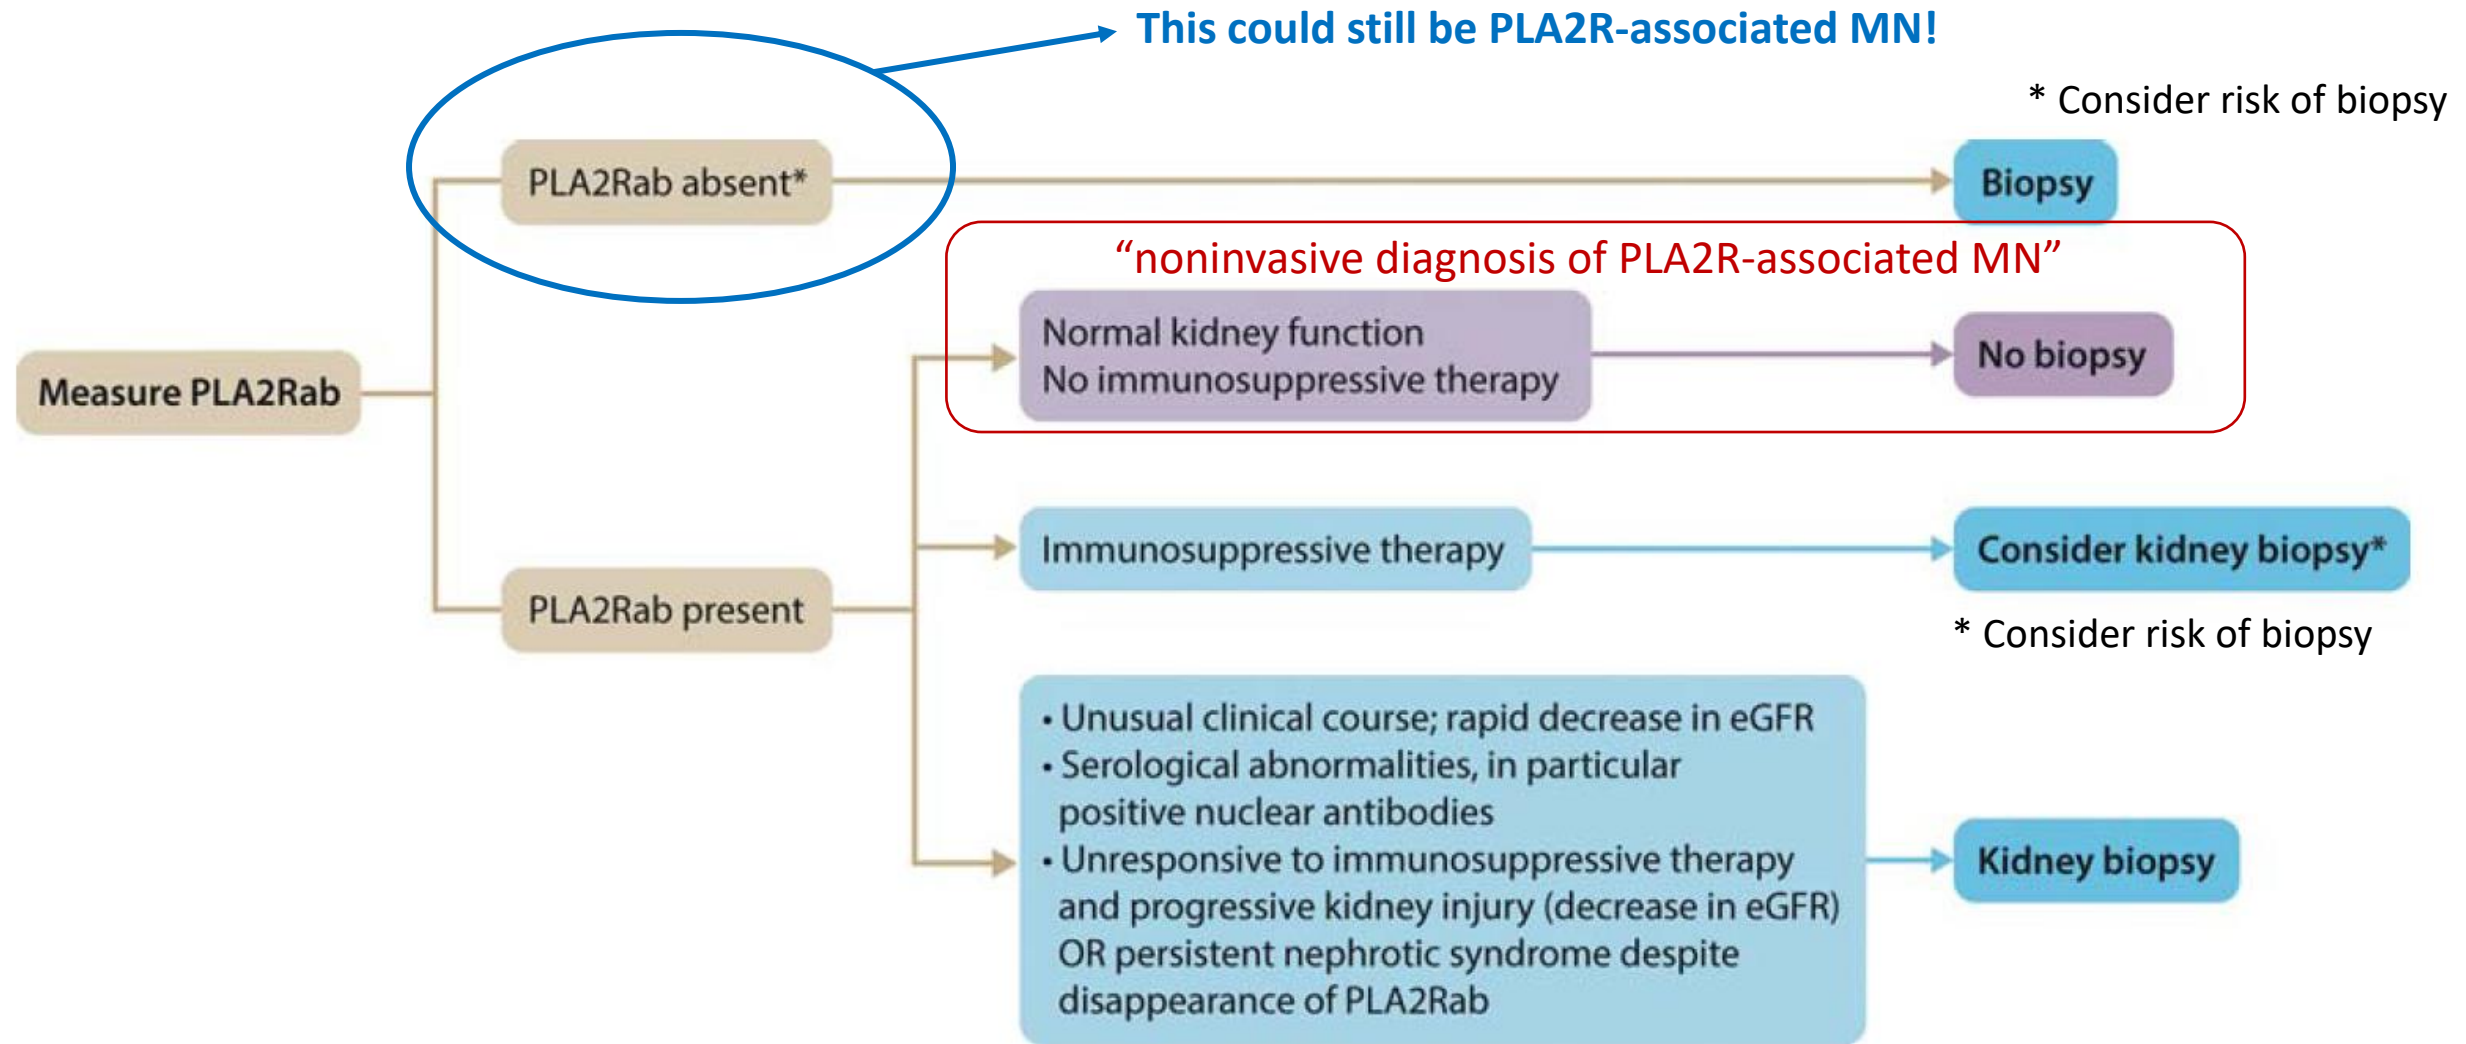 This could still be PLA2R-associated MN!
* Consider risk of biopsy
PLA2Rab absent*
Biopsy
“noninvasive diagnosis of PLA2R-associated MN”
Normal kidney function
No immunosuppressive therapy
No biopsy
Measure PLA2Rab
Immunosuppressive therapy
Consider kidney biopsy*
PLA2Rab present
* Consider risk of biopsy
• Unusual clinical course; rapid decrease in eGFR
• Serological abnormalities, in particular
positive nuclear antibodies
• Unresponsive to immunosuppressive therapy
and progressive kidney injury (decrease in eGFR)
OR persistent nephrotic syndrome despite
disappearance of PLA2Rab
Kidney biopsy